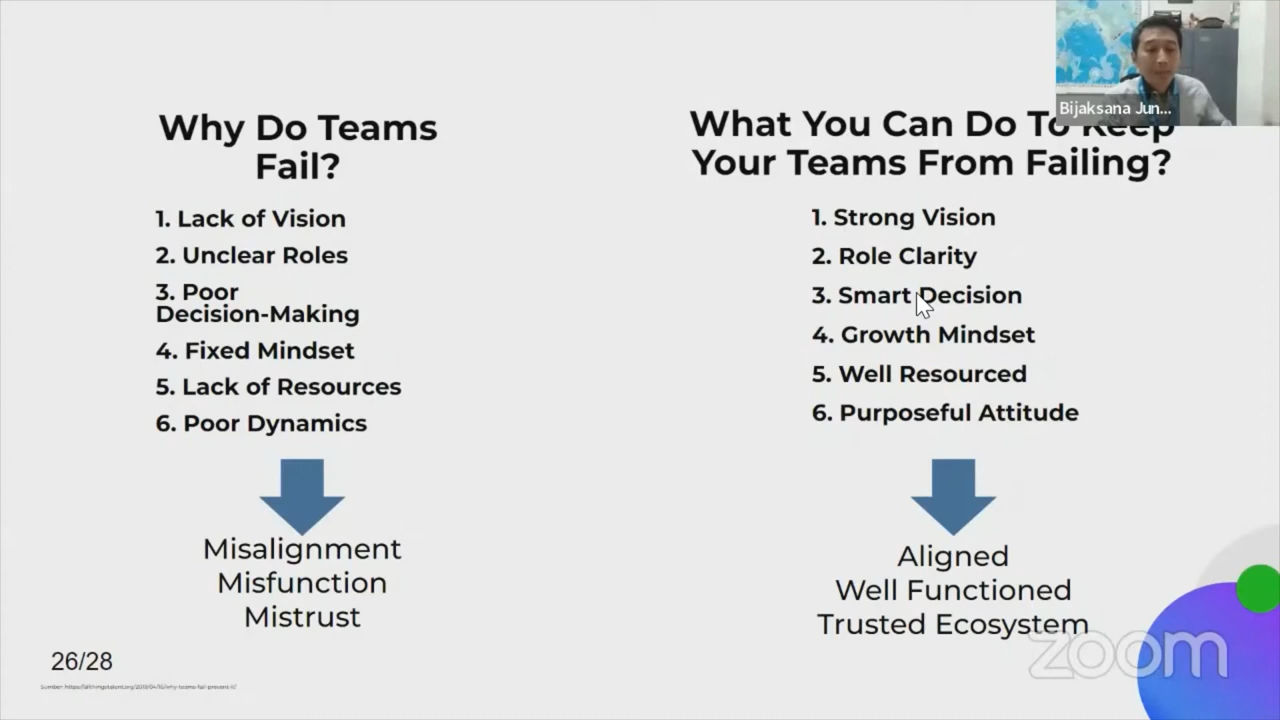 Why Do Teams
Fail?
1. Lack of Vision
2. Unclear Roles
3. Poor
Decision-Making
4. Fixed Mindset
5. Lack of Resources
6. Poor Dynamics
Misalignment
Misfunction
Mistrust
What You Can Do To Keep
Your Teams From Failing?
1. Strong Vision
2. Role Clarity
3. Smart Decision
4. Growth Mindset
5. Well Resourced
6. Purposeful Attitude
Aligned
Well Functioned
Trusted Ecosystem
Bijaksana Jun...
26/28
Sumber:
zoom